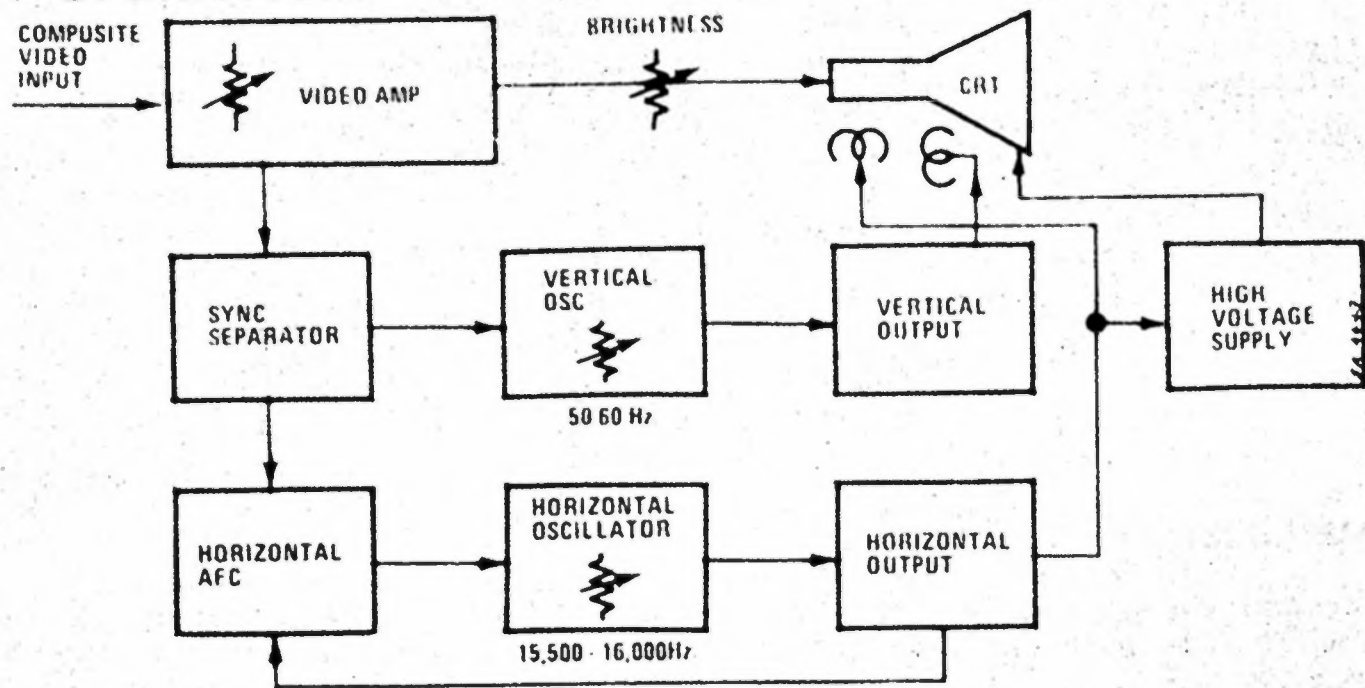 COMPOSITE
VIDEO
INPUT
VIDEO AMP
BRIGHTNESS
CRT
SYNC
SEPARATOR
VERTICAL
OSC
50 60 Hz
VERTICAL
OUTPUT
HIGH
VOLTAGE
SUPPLY
HORIZONTAL
AFC
HORIZONTAL
OSCILLATOR
15,500 - 16,000Hz
HORIZONTAL
OUTPUT